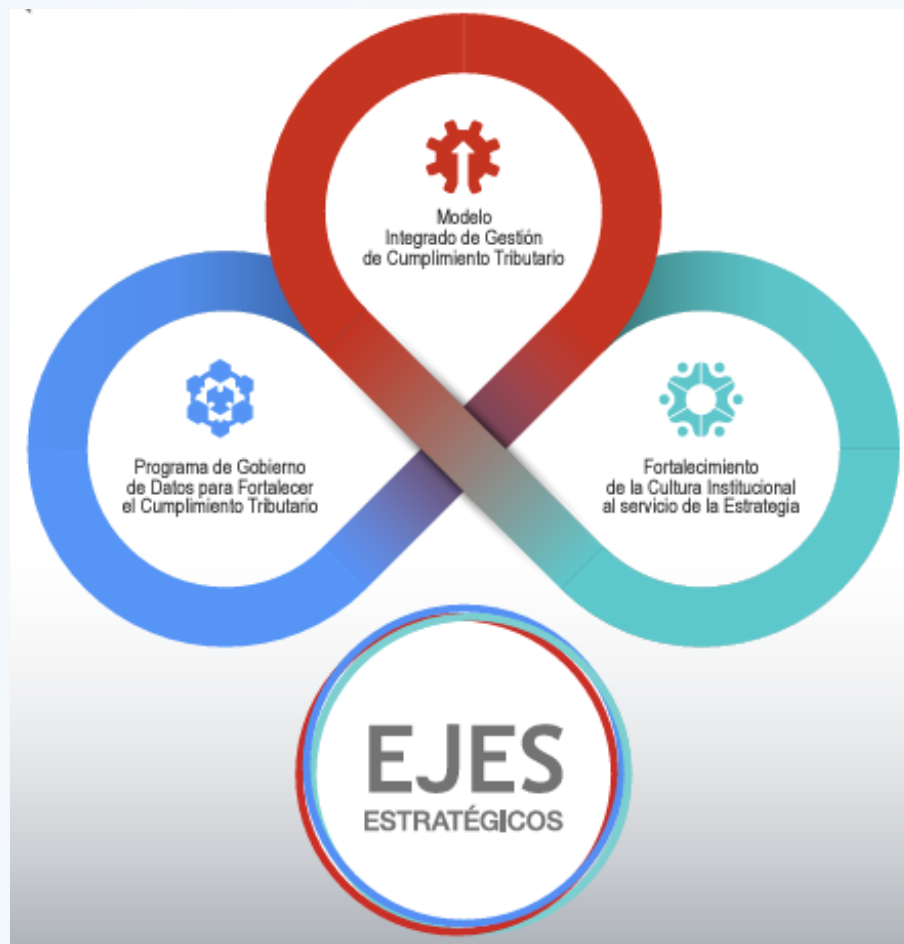 Modelo
Integrado de Gestión
de Cumplimiento Tributario
Programa de Gobierno
de Datos para Fortalecer
el Cumplimiento Tributario
Fortalecimiento
de la Cultura Institucional
al servicio de la Estrategia
EJES
ESTRATÉGICOS